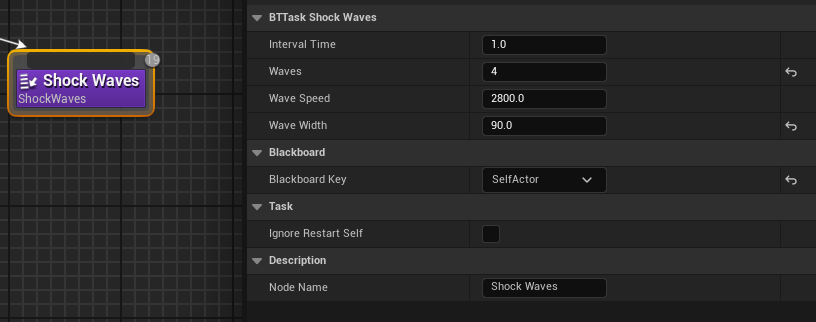 19
Shock Waves
ShockWaves
BTTask Shock Waves
Interval Time 1.0
Waves 4
Wave Speed 2800.0
Wave Width 90.0
Blackboard
Blackboard Key SelfActor
Task
Ignore Restart Self
Description
Node Name Shock Waves